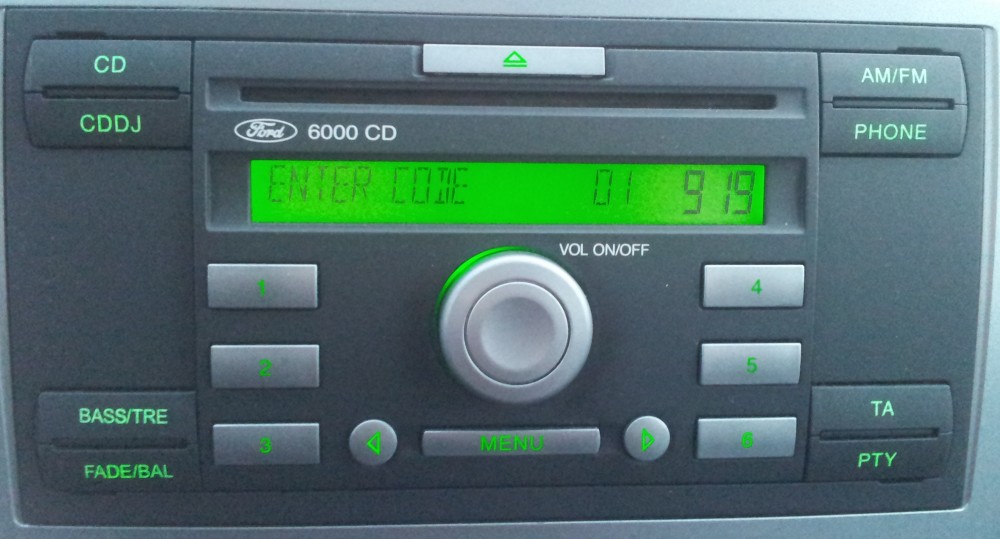 CD
AM/FM
CDDJ
PHONE
Ford 6000 CD
ENTER CODE 01 919
VOL ON/OFF
1
4
2
5
BASS/TRE
TA
3
MENU
6
FADE/BAL
PTY